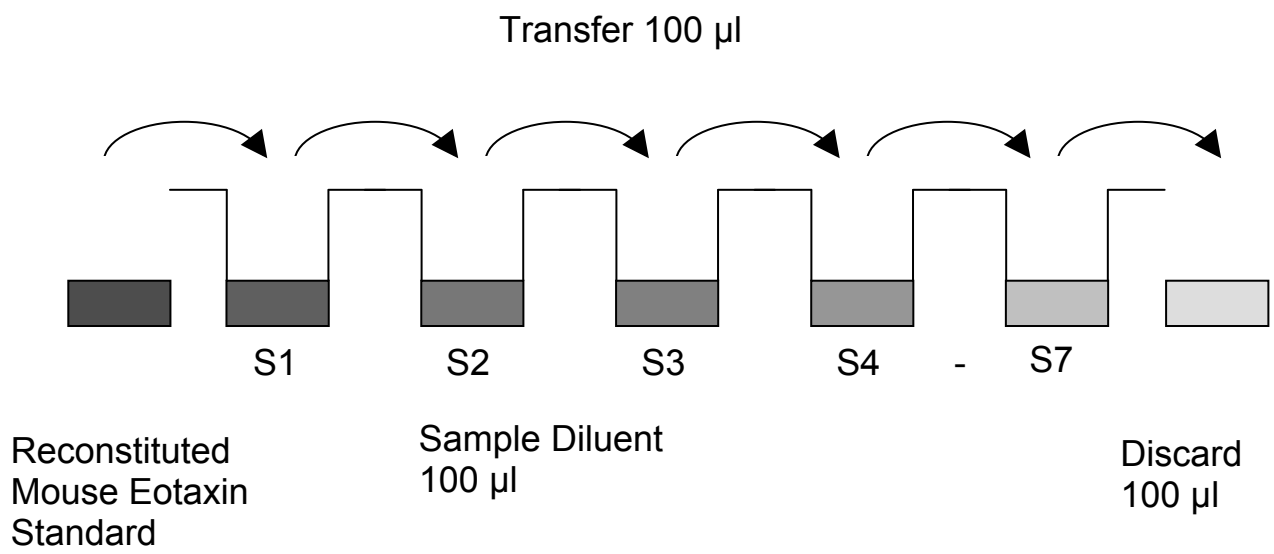 Transfer 100 µl
S1 S2 S3 S4 - S7
Reconstituted
Mouse Eotaxin
Standard
Sample Diluent
100 µl
Discard
100 µl